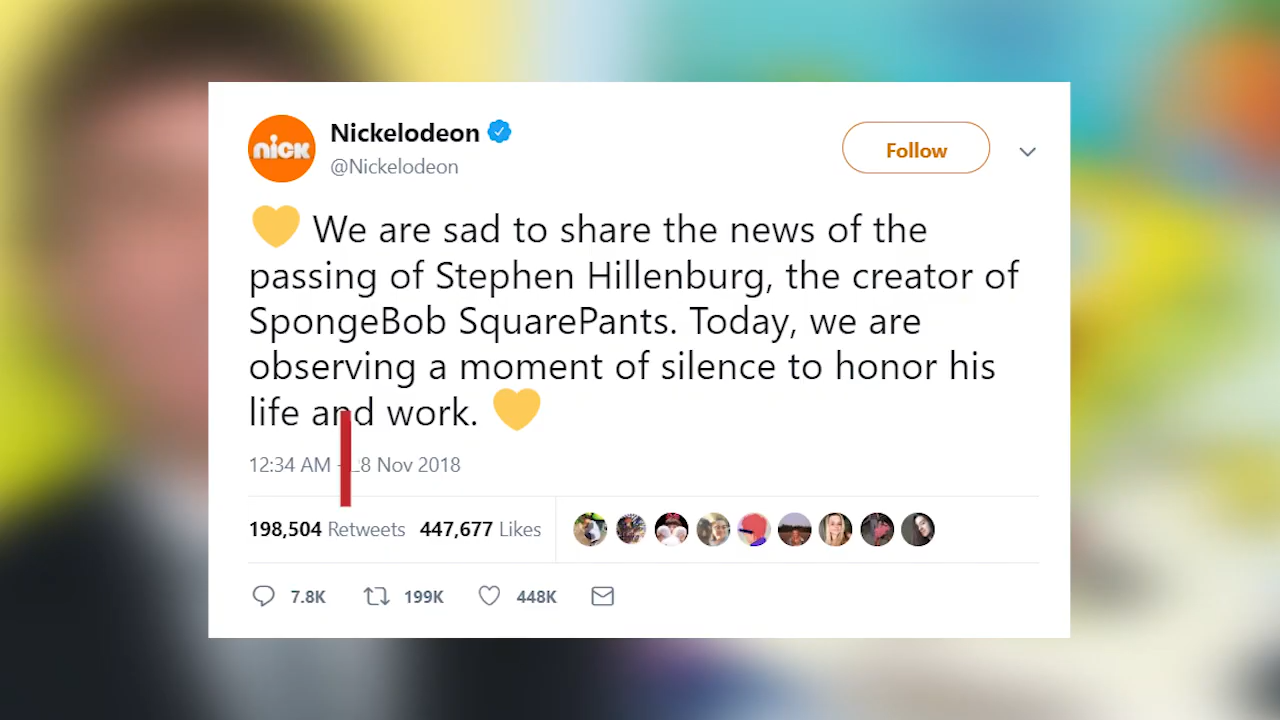 nick
Nickelodeon
@Nickelodeon
Follow
💛 We are sad to share the news of the
passing of Stephen Hillenburg, the creator of
SpongeBob SquarePants. Today, we are
observing a moment of silence to honor his
life and work. 💛
12:34 AM - 8 Nov 2018
198,504 Retweets 447,677 Likes
7.8K 199K 448K